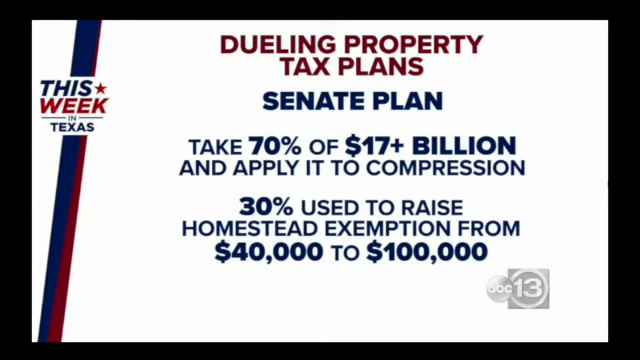 DUELING PROPERTY
TAX PLANS
SENATE PLAN
THIS
WEEK
IN
TEXAS
TAKE 70% OF $17+ BILLION
AND APPLY IT TO COMPRESSION
30% USED TO RAISE
HOMESTEAD EXEMPTION FROM
$40,000 TO $100,000
abc 13